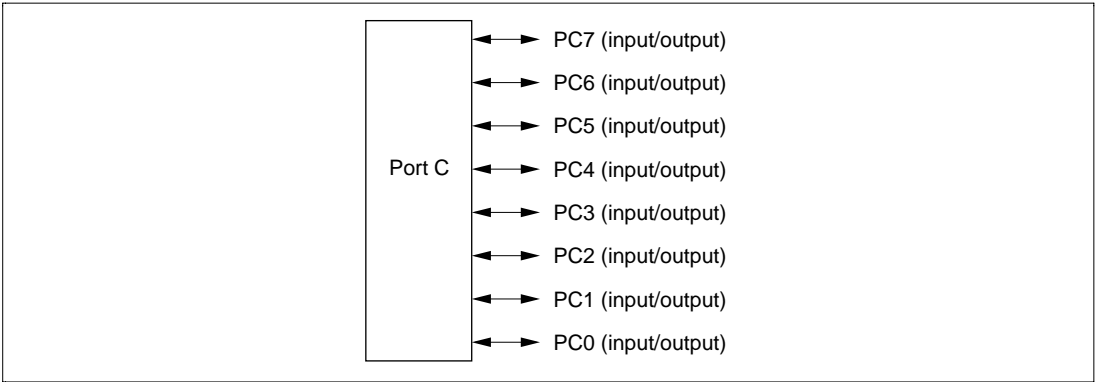 PC7 (input/output)
PC6 (input/output)
PC5 (input/output)
Port C
PC4 (input/output)
PC3 (input/output)
PC2 (input/output)
PC1 (input/output)
PC0 (input/output)